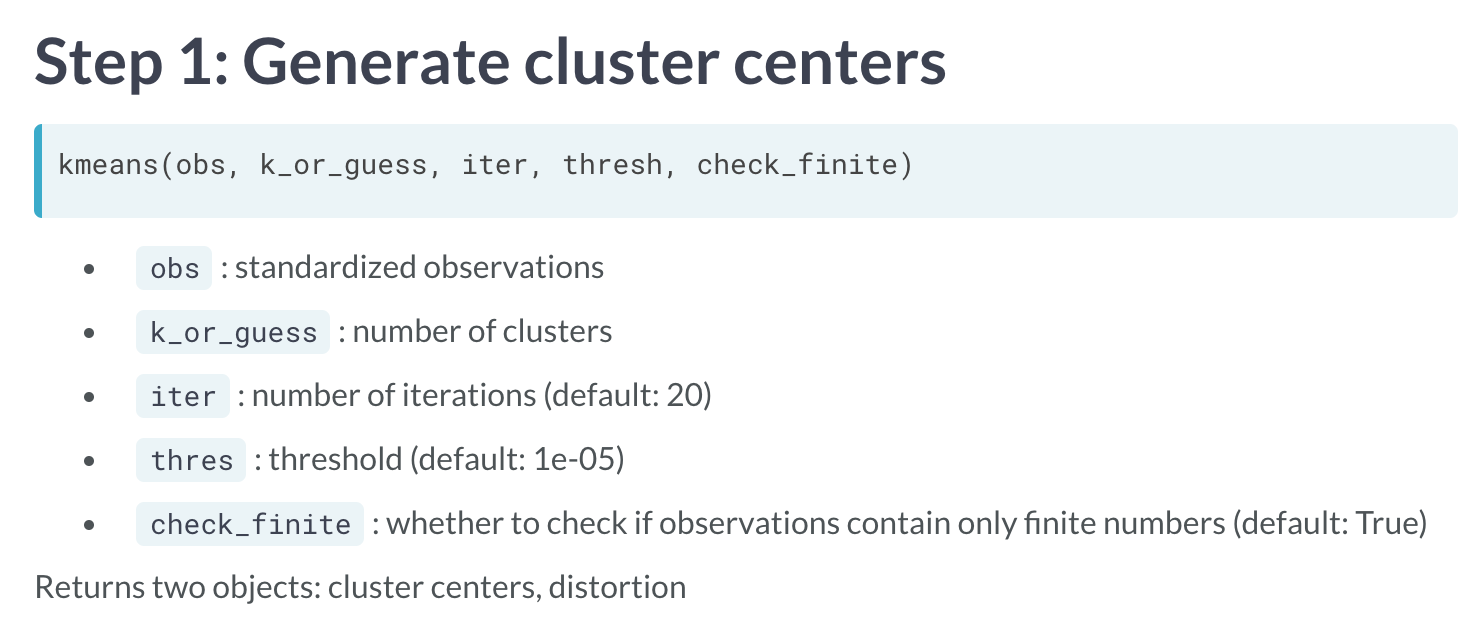 Step 1: Generate cluster centers
kmeans(obs, k_or_guess, iter, thresh, check_finite)
• obs : standardized observations
• k_or_guess : number of clusters
• iter : number of iterations (default: 20)
• thres : threshold (default: 1e-05)
• check_finite : whether to check if observations contain only finite numbers (default: True)
Returns two objects: cluster centers, distortion